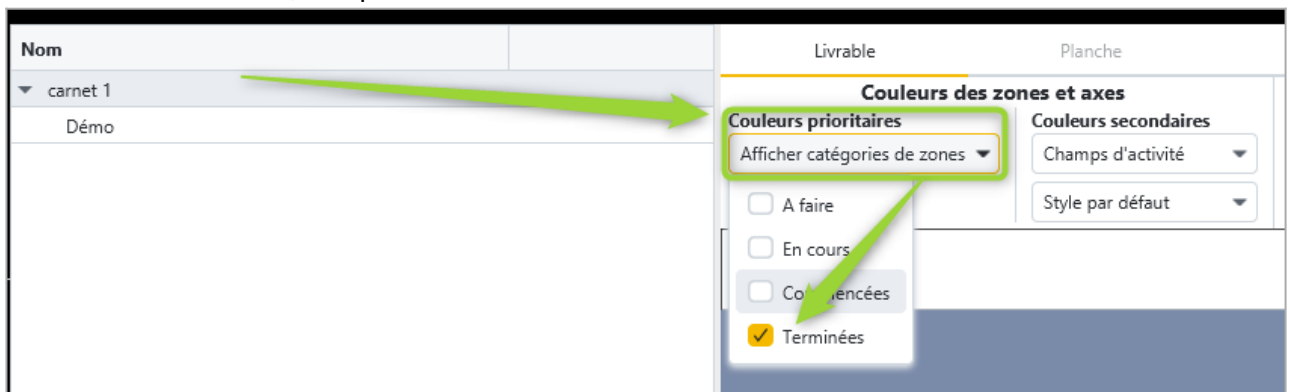 Nom
carnet 1
Démo
Livrable
Planche
Couleurs des zones et axes
Couleurs prioritaires
Couleurs secondaires
Afficher catégories de zones
Champs d'activité
Style par défaut
A faire
En cours
Terminées